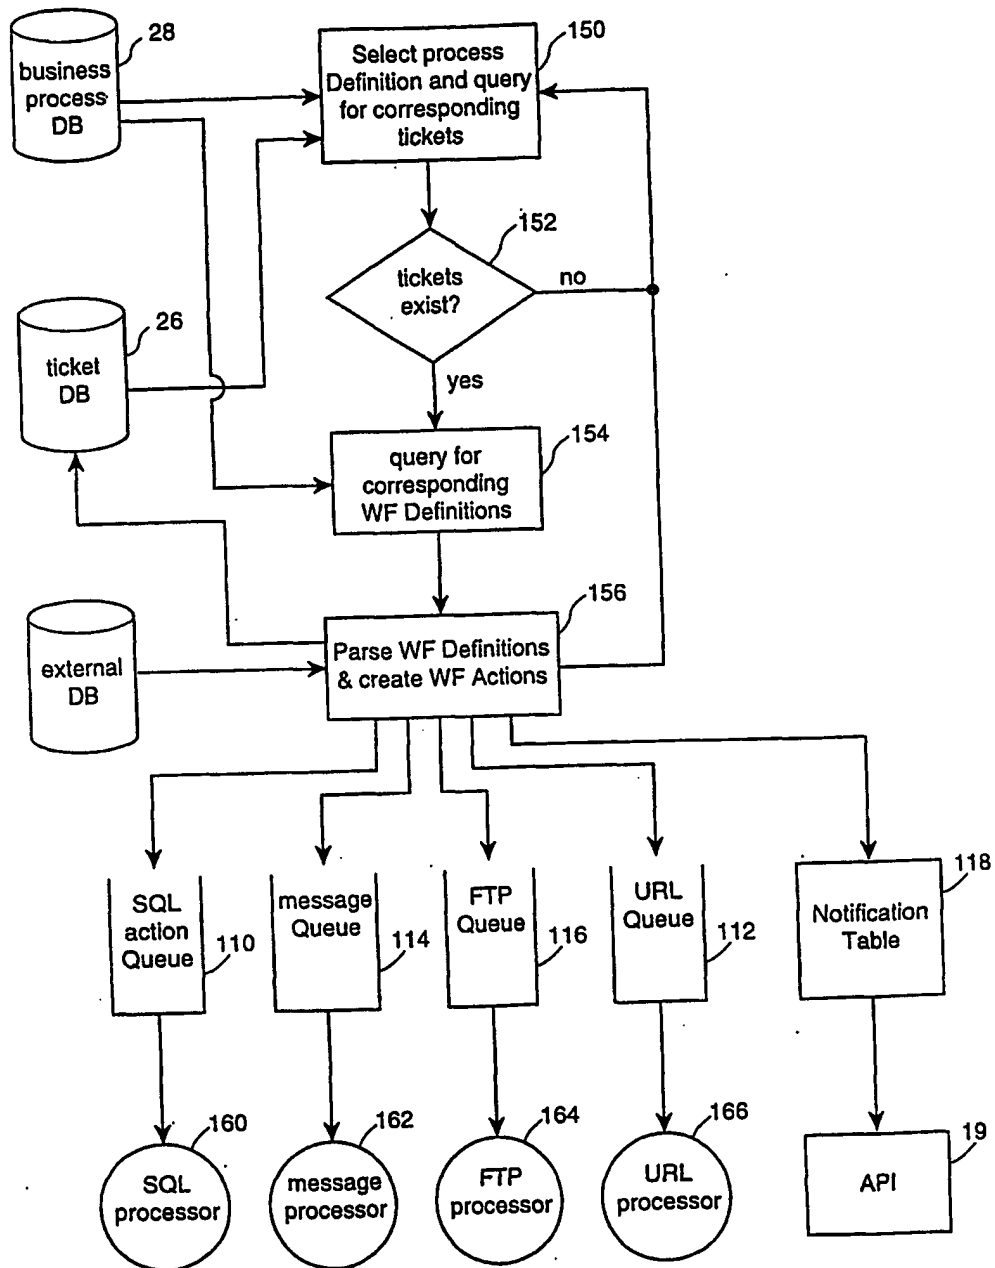 28
business
process
DB
150
Select process
Definition and query
for corresponding
tickets
152
tickets
exist?
no
26
ticket
DB
yes
154
query for
corresponding
WF Definitions
156
external
DB
Parse WF Definitions
& create WF Actions
SQL
action
Queue
110
message
Queue
114
FTP
Queue
116
URL
Queue
112
Notification
Table
118
160
SQL
processor
162
message
processor
164
FTP
processor
166
URL
processor
19
API